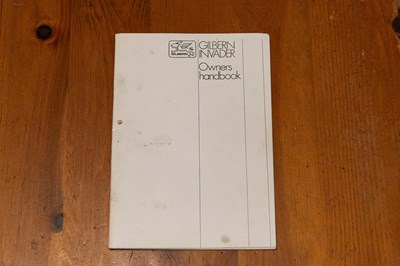 GILBERN
INVADER
Owners
handbook